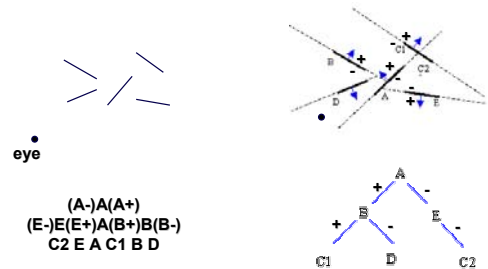 eye
(A-)A(A+)
(E-)E(E+)A(B+)B(B-)
C2 E A C1 B D
+ C1 +
- B +
- C2
+ -
D A - E
+
A
+ -
B E
+ - -
C1 D C2